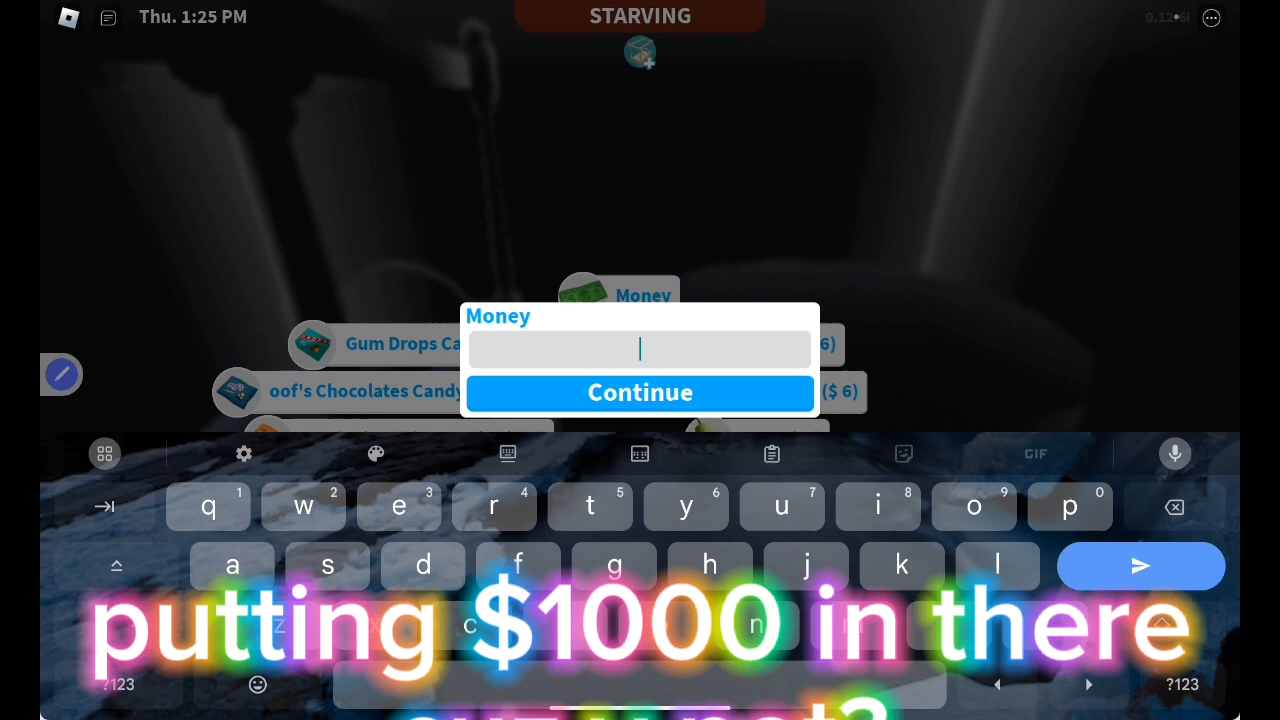 Thu. 1:25 PM
STARVING
Money
Money
Gum Drops Ca
6)
Continue
oof's Chocolates Candy
($ 6)
GIF
q 1 w 2 e 3 r 4 t 5 y 6 u 7 i 8 o 9 p 0
a s d f g h j k l
z x c n m
putting $1000 in there
?123 ?123